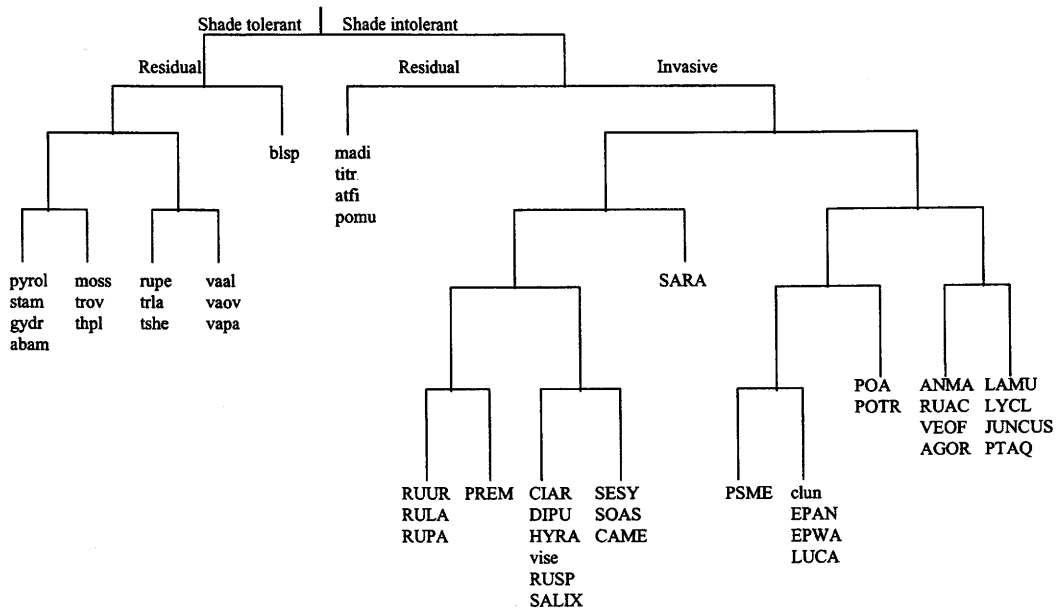 Shade tolerant Shade intolerant
Residual Residual Invasive
blsp
madi
titr
atfi
pomu
pyrol
stam
gydr
abam
moss
trov
thpl
rupe
trla
tshe
vaal
vaov
vapa
SARA
POA
POTR
ANMA
RUAC
VEOF
AGOR
LAMU
LYCL
JUNCUS
PTAQ
RUUR
RULA
RUPA
PREM
CIAR
DIPU
HYRA
vise
RUSP
SALIX
SESY
SOAS
CAME
PSME
clun
EPAN
EPWA
LUCA